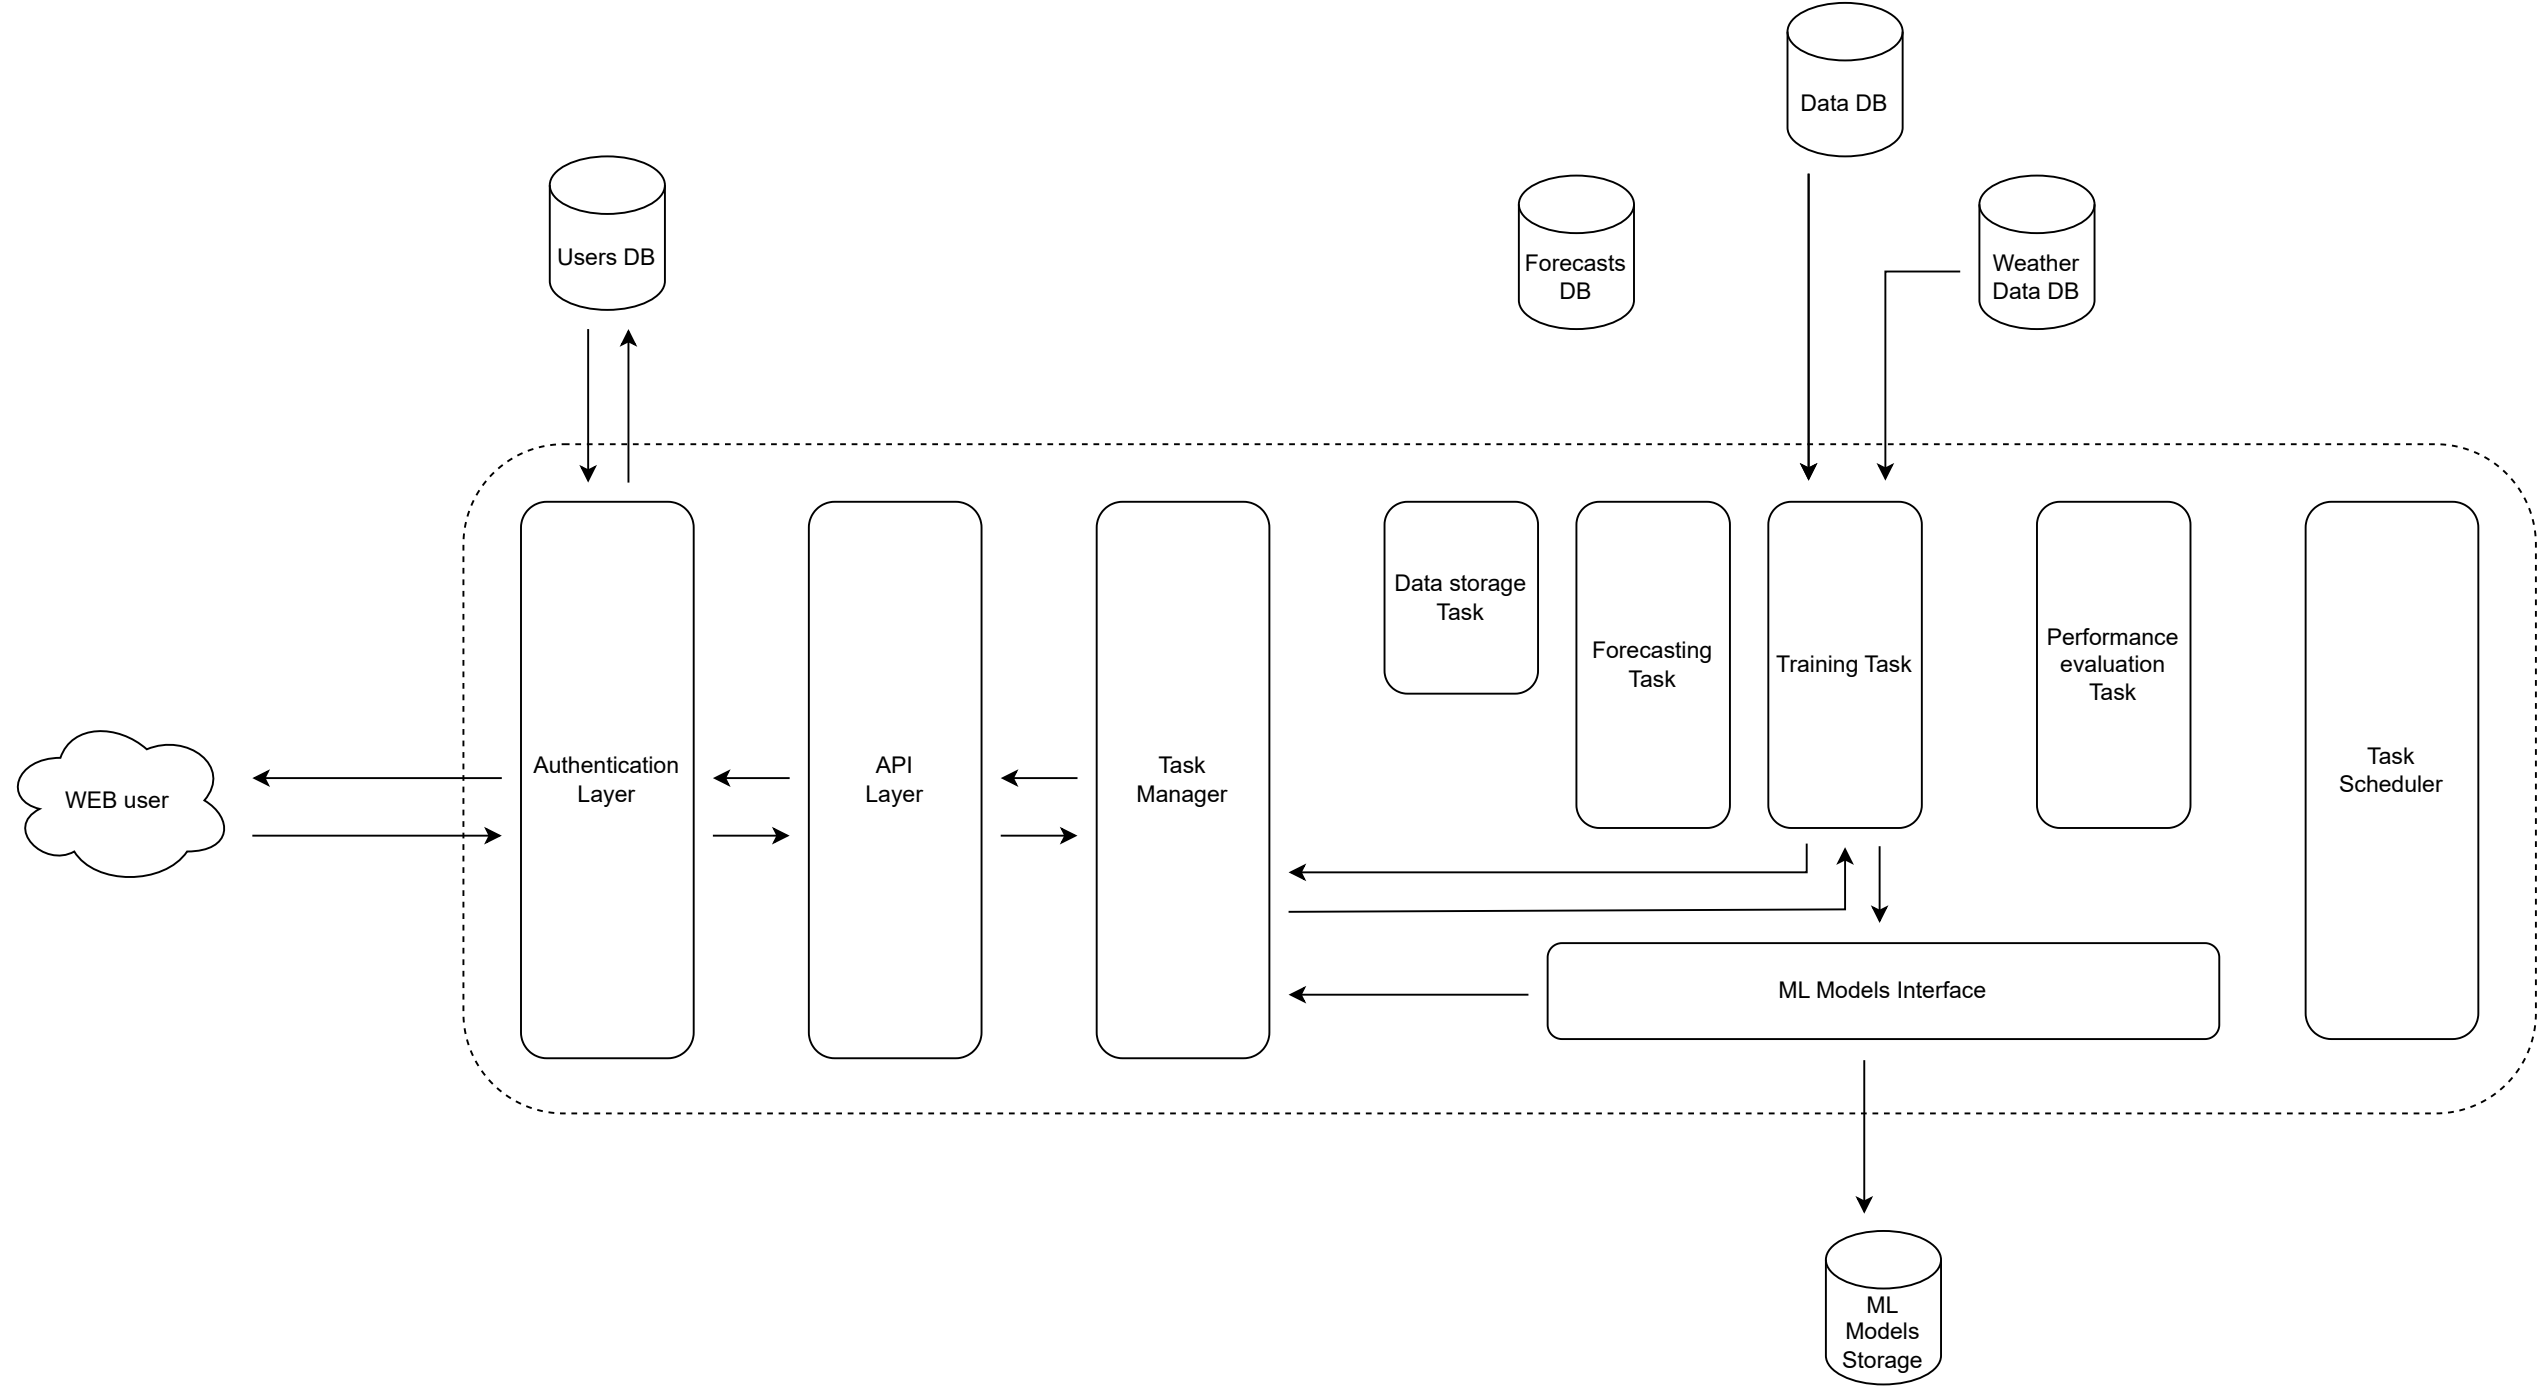 Data DB
Users DB
Forecasts
DB
Weather
Data DB
Data storage
Task
Forecasting
Task
Training Task
Performance
evaluation
Task
Task
Scheduler
WEB user
Authentication
Layer
API
Layer
Task
Manager
ML Models Interface
ML
Models
Storage